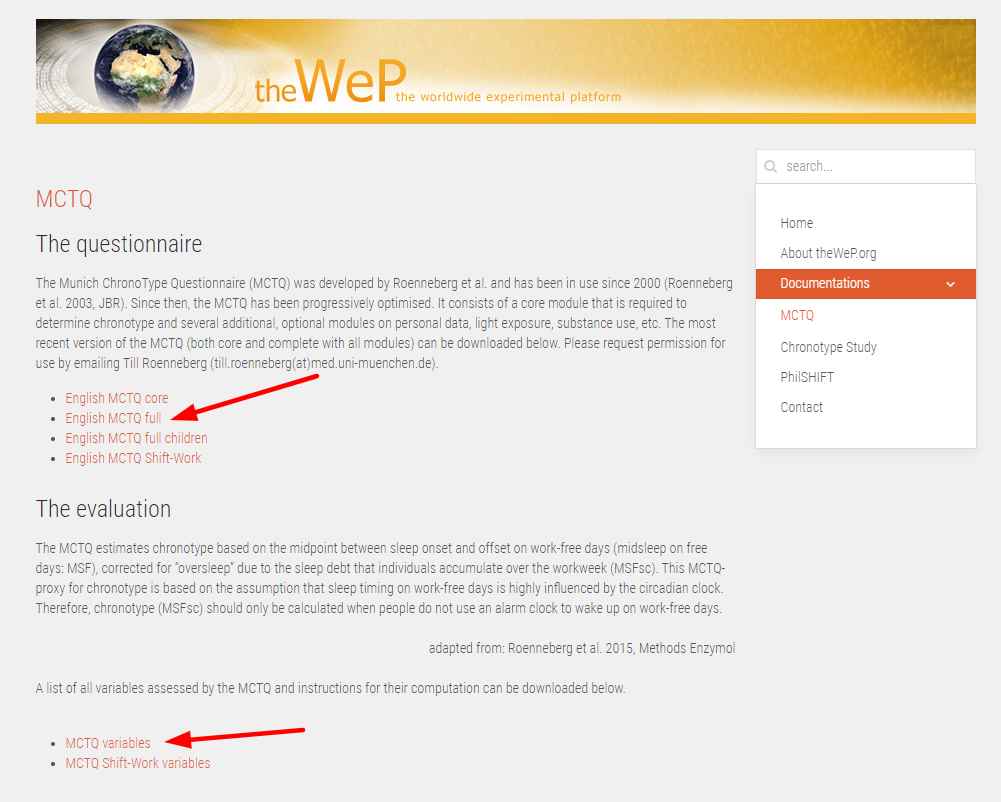 theWeP the worldwide experimental platform
search...
Home
About theWeP.org
Documentations
MCTQ
Chronotype Study
PhilSHIFT
Contact
MCTQ
The questionnaire
The Munich ChronoType Questionnaire (MCTQ) was developed by Roenneberg et al. and has been in use since 2000 (Roenneberg
et al. 2003, JBR). Since then, the MCTQ has been progressively optimised. It consists of a core module that is required to
determine chronotype and several additional, optional modules on personal data, light exposure, substance use, etc. The most
recent version of the MCTQ (both core and complete with all modules) can be downloaded below. Please request permission for
use by emailing Till Roenneberg (till.roenneberg(at)med.uni-muenchen.de).
English MCTQ core
English MCTQ full
English MCTQ full children
English MCTQ Shift-Work
The evaluation
The MCTQ estimates chronotype based on the midpoint between sleep onset and offset on work-free days (midsleep on free
days: MSF), corrected for "oversleep" due to the sleep debt that individuals accumulate over the workweek (MSFsc). This MCTQ-
proxy for chronotype is based on the assumption that sleep timing on work-free days is highly influenced by the circadian clock.
Therefore, chronotype (MSFsc) should only be calculated when people do not use an alarm clock to wake up on work-free days.
adapted from: Roenneberg et al. 2015, Methods Enzymol
A list of all variables assessed by the MCTQ and instructions for their computation can be downloaded below.
MCTQ variables
MCTQ Shift-Work variables